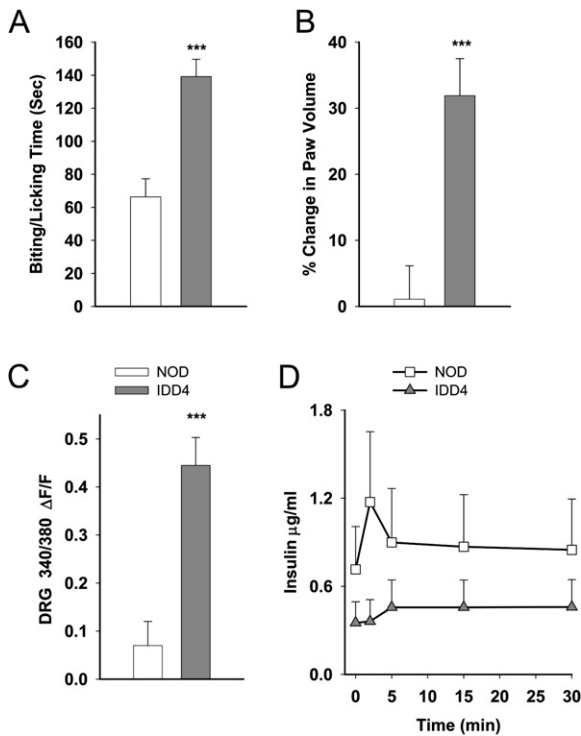 A
Biting/Licking Time (Sec)
160
140
120
100
80
60
40
20
0
***
B
% Change in Paw Volume
40
30
20
10
0
***
C
NOD
IDD4
DRG 340/380 ΔF/F
0.5
0.4
0.3
0.2
0.1
0.0
***
D
NOD
IDD4
Insulin µg/ml
1.8
1.2
0.6
0.0
0 5 10 15 20 25 30
Time (min)